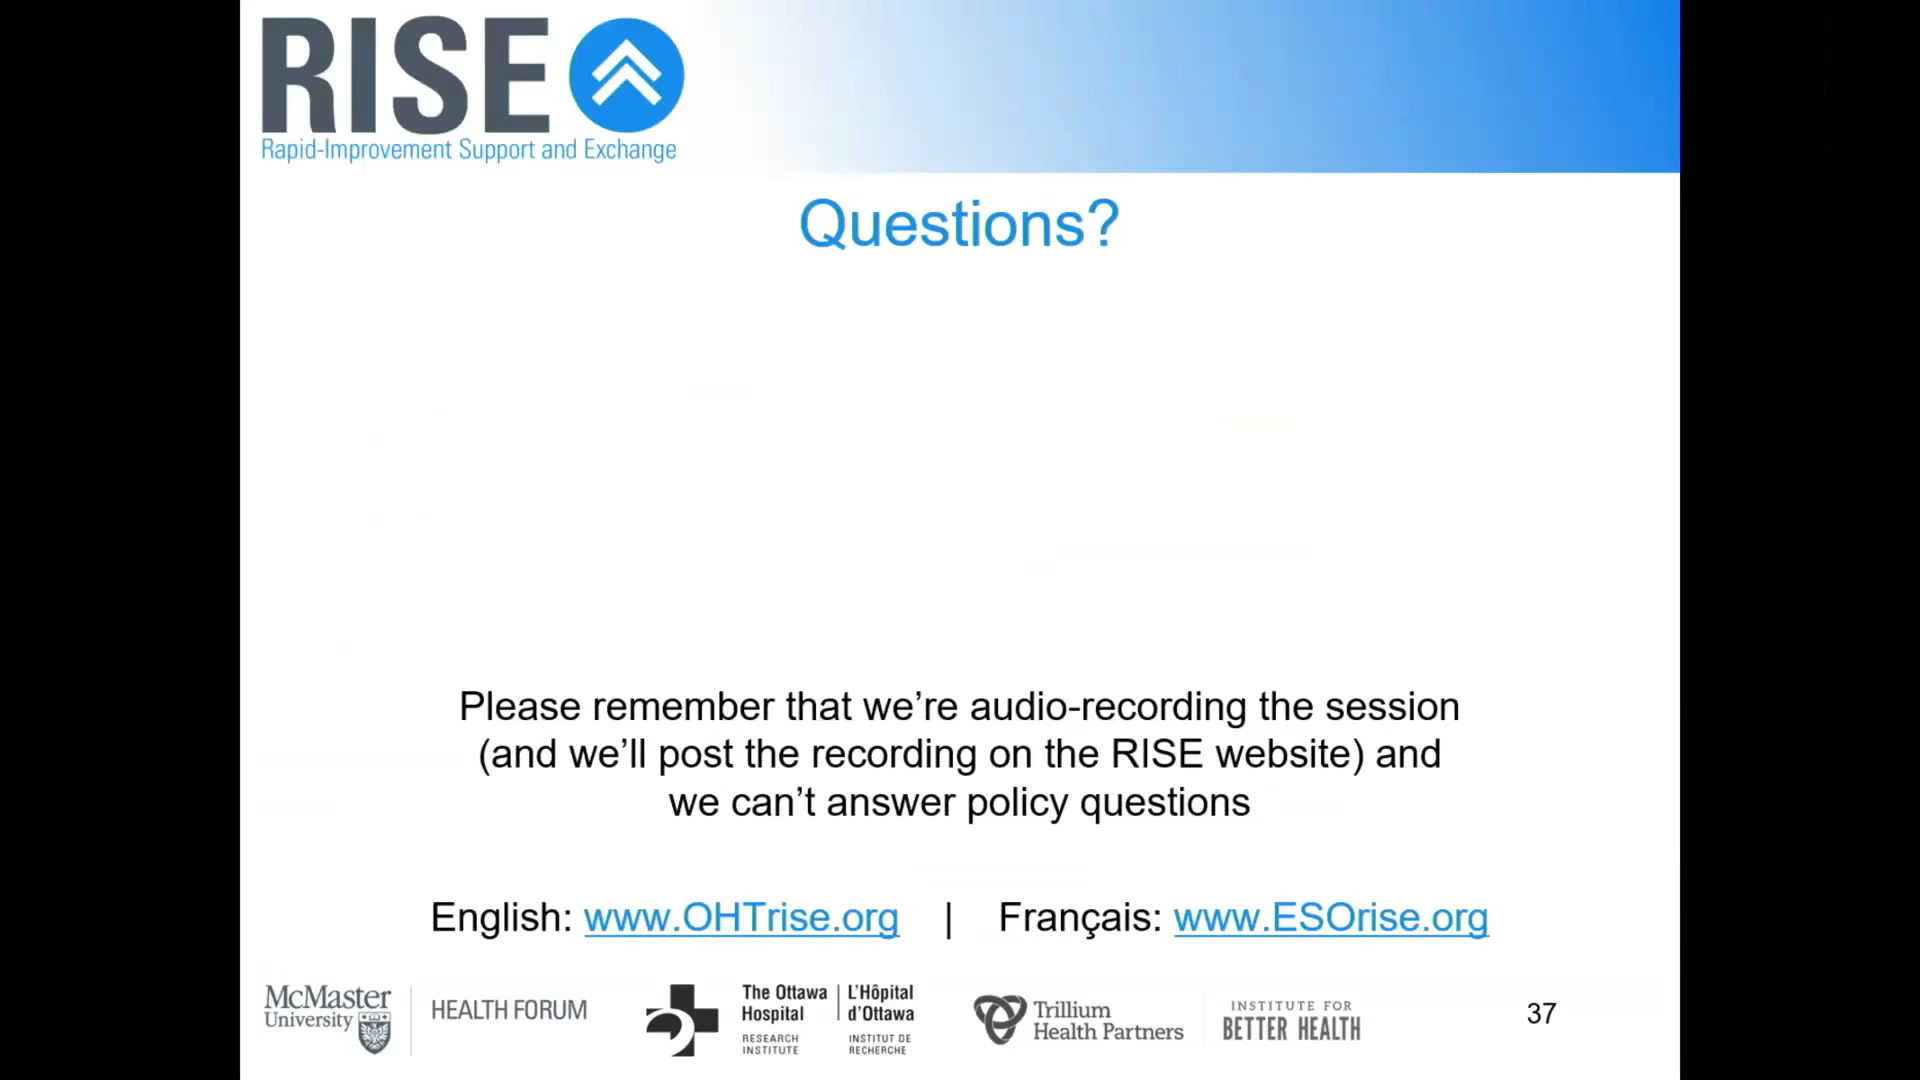 RISE
Rapid-Improvement Support and Exchange
Questions?
Please remember that we’re audio-recording the session
(and we’ll post the recording on the RISE website) and
we can’t answer policy questions
English: www.OHTrise.org | Français: www.ESOrise.org
McMaster
University
HEALTH FORUM
The Ottawa
Hospital
RESEARCH
INSTITUTE
L’Hôpital
d’Ottawa
INSTITUT DE
RECHERCHE
Trillium
Health Partners
INSTITUTE FOR
BETTER HEALTH
37